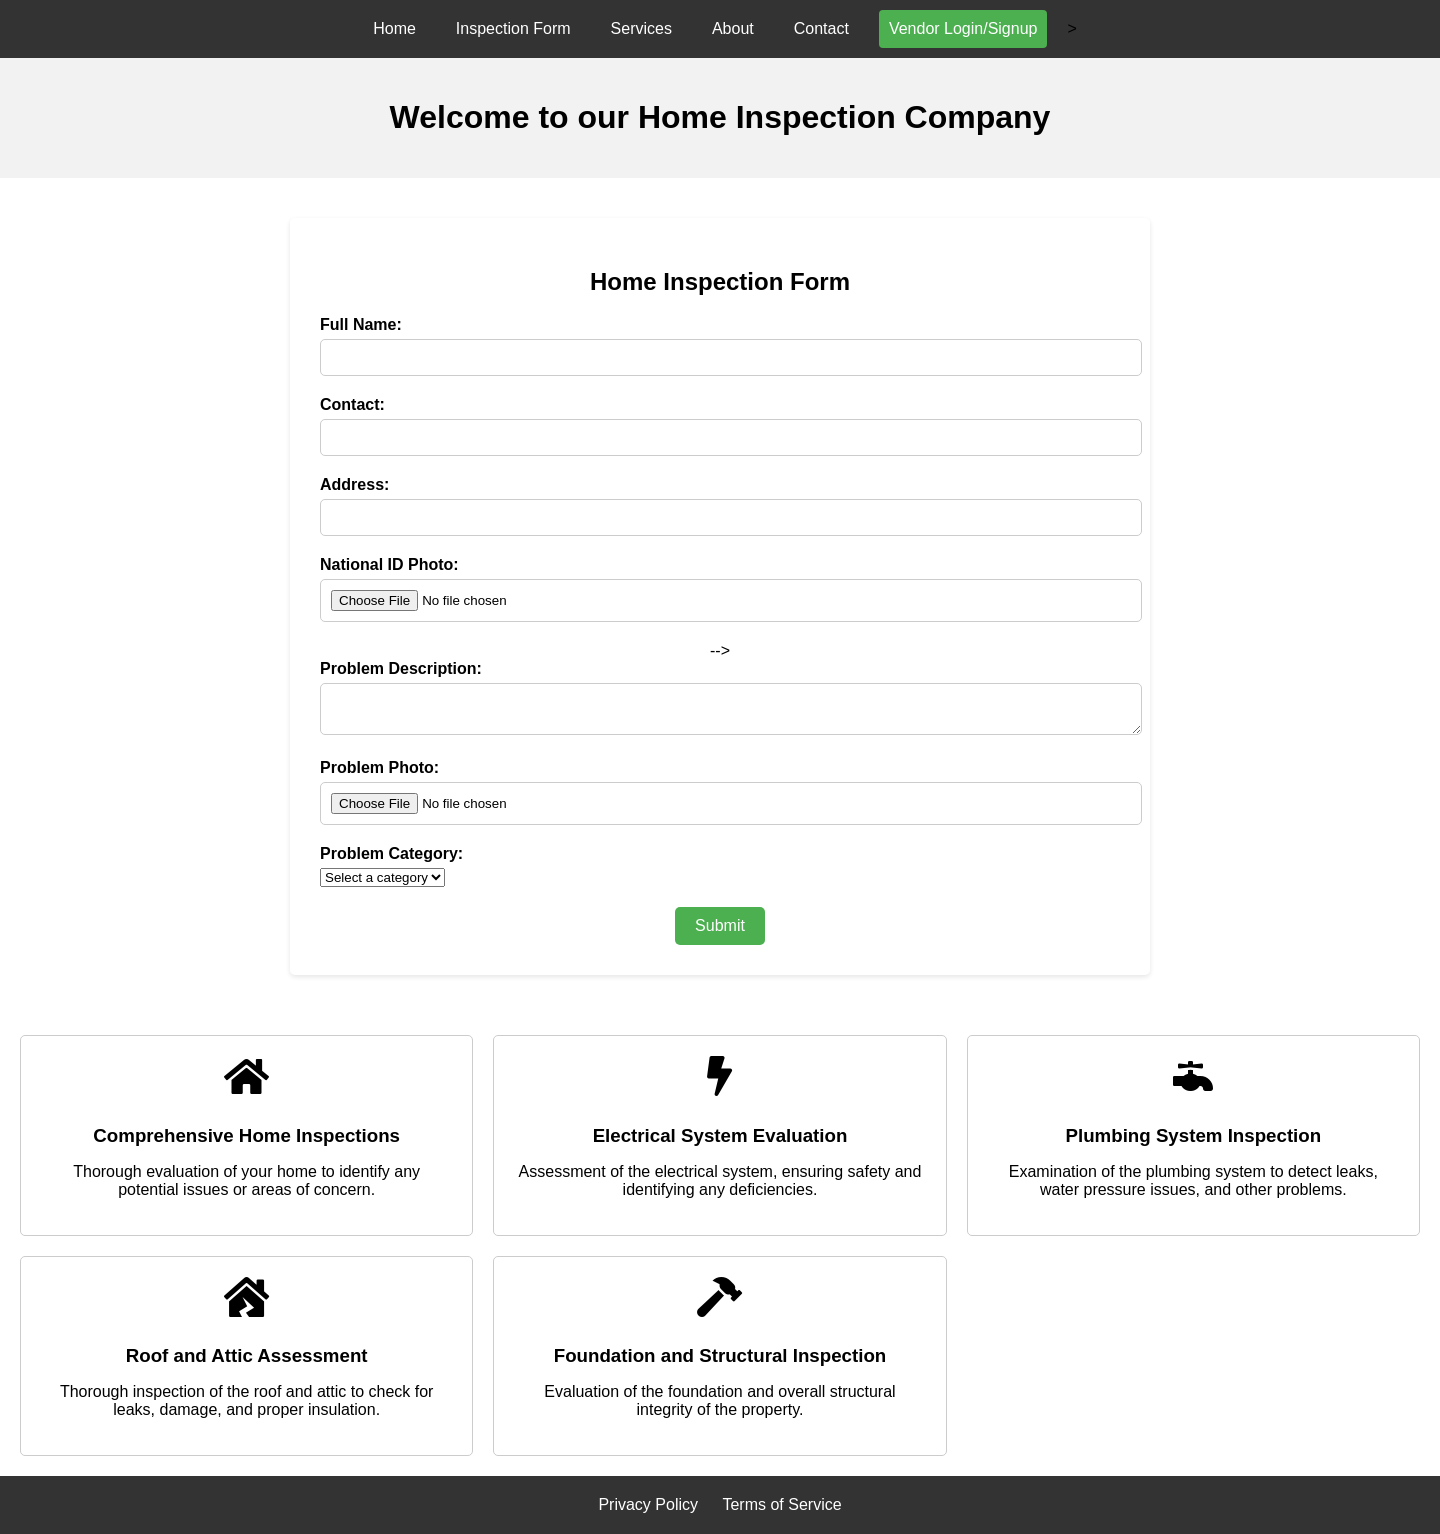 Home Inspection Form Services About Contact Vendor Login/Signup >
Welcome to our Home Inspection Company
Home Inspection Form
Full Name:
Contact:
Address:
National ID Photo:
Choose File No file chosen
-->
Problem Description:
Problem Photo:
Choose File No file chosen
Problem Category:
Select a category
Submit
Comprehensive Home Inspections
Thorough evaluation of your home to identify any
potential issues or areas of concern.
Electrical System Evaluation
Assessment of the electrical system, ensuring safety and
identifying any deficiencies.
Plumbing System Inspection
Examination of the plumbing system to detect leaks,
water pressure issues, and other problems.
Roof and Attic Assessment
Thorough inspection of the roof and attic to check for
leaks, damage, and proper insulation.
Foundation and Structural Inspection
Evaluation of the foundation and overall structural
integrity of the property.
Privacy Policy Terms of Service